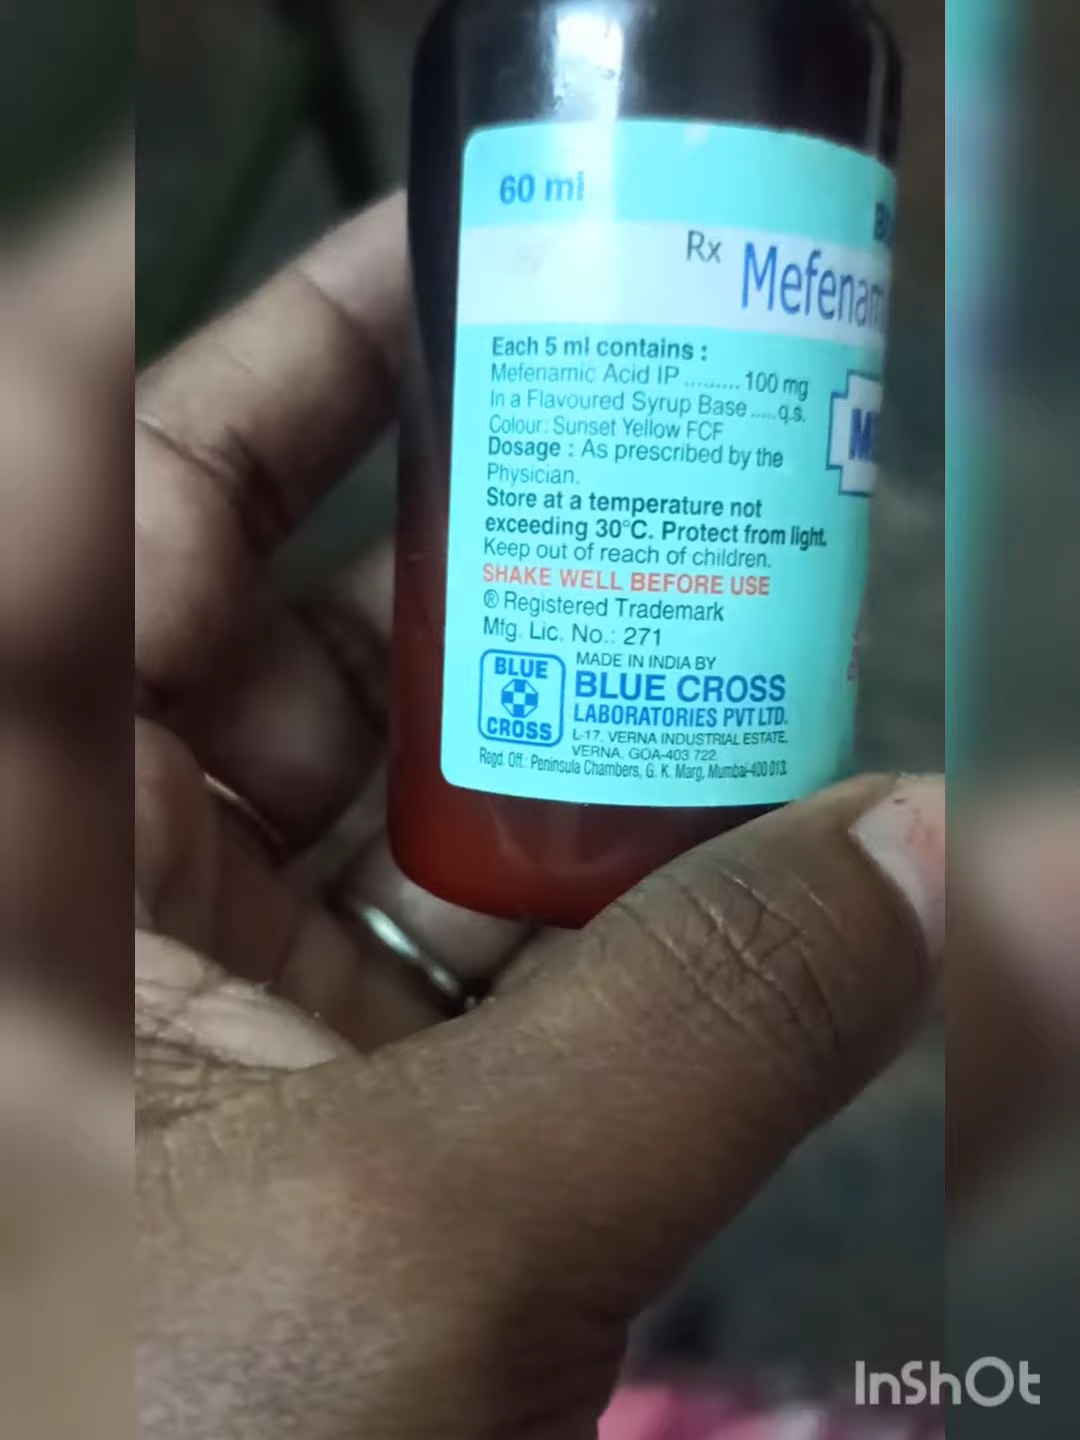 60 ml
Rx Mefenam
Each 5 ml contains :
Mefenamic Acid IP ......... 100 mg
In a Flavoured Syrup Base ..... q.s.
Colour: Sunset Yellow FCF
Dosage : As prescribed by the
Physician.
Store at a temperature not
exceeding 30°C. Protect from light.
Keep out of reach of children.
SHAKE WELL BEFORE USE
® Registered Trademark
Mfg. Lic. No.: 271
BLUE
CROSS
MADE IN INDIA BY
BLUE CROSS
LABORATORIES PVT LTD.
L-17, VERNA INDUSTRIAL ESTATE,
VERNA, GOA-403 722
Regd. Off.: Peninsula Chambers, G. K. Marg, Mumbai-400 013.
InShOt